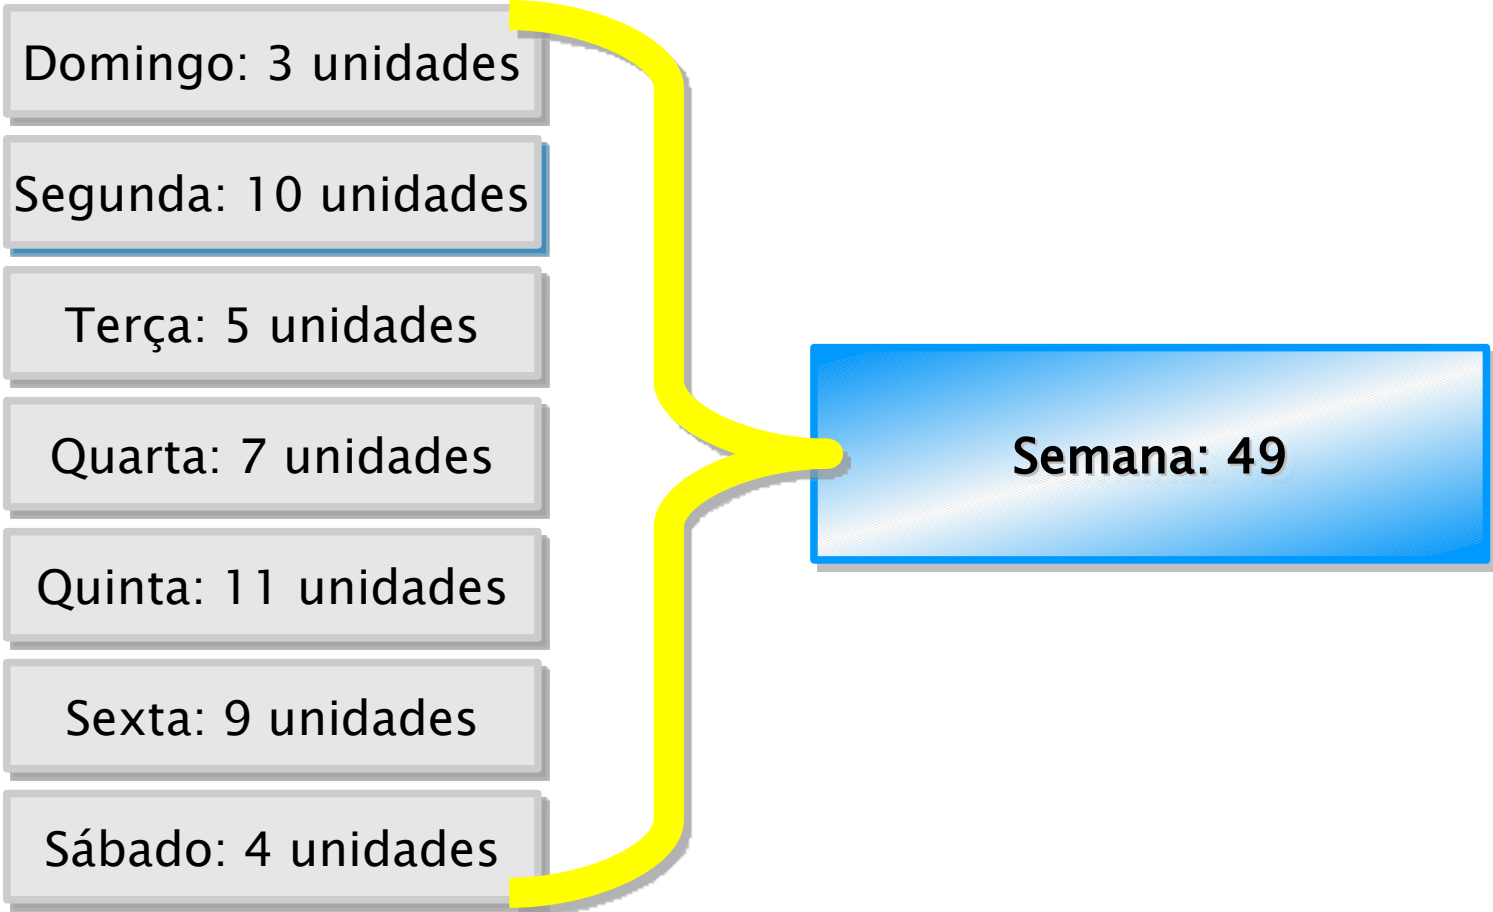 Domingo: 3 unidades
Segunda: 10 unidades
Terça: 5 unidades
Quarta: 7 unidades
Quinta: 11 unidades
Sexta: 9 unidades
Sábado: 4 unidades
Semana: 49